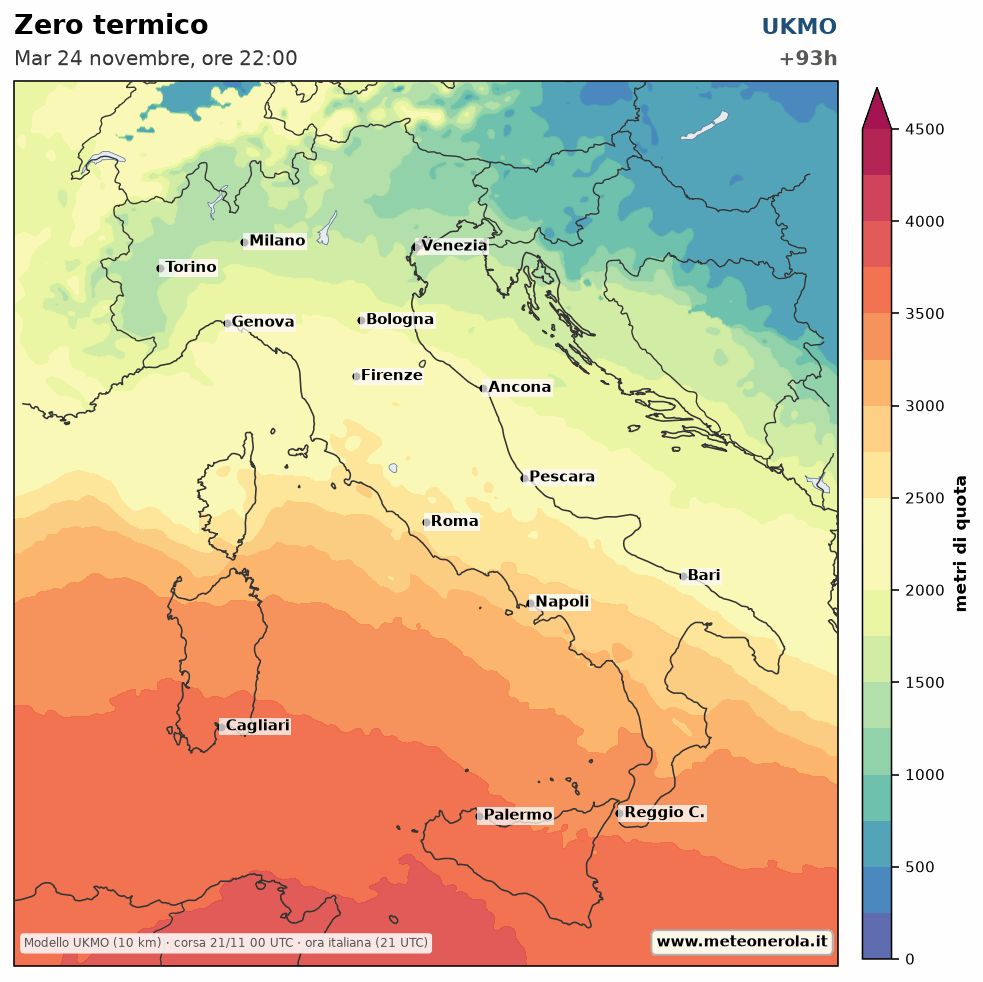 Zero termico
UKMO
Mar 24 novembre, ore 22:00
+93h
Milano
Venezia
Torino
Genova
Bologna
Firenze
Ancona
Pescara
Roma
Bari
Napoli
Cagliari
Palermo
Reggio C.
4500
4000
3500
3000
2500
2000
1500
1000
500
0
metri di quota
Modello UKMO (10 km) · corsa 21/11 00 UTC · ora italiana (21 UTC)
www.meteonerola.it